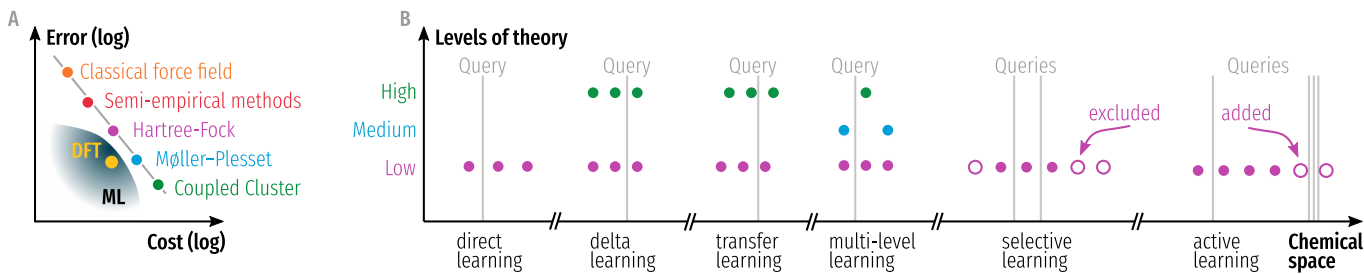 A
Error (log)
Classical force field
Semi-empirical methods
Hartree-Fock
DFT
Møller–Plesset
ML
Coupled Cluster
Cost (log)
B
Levels of theory
Query
Query
Query
Query
Queries
Queries
High
Medium
Low
excluded
added
direct
learning
delta
learning
transfer
learning
multi-level
learning
selective
learning
active
learning
Chemical
space